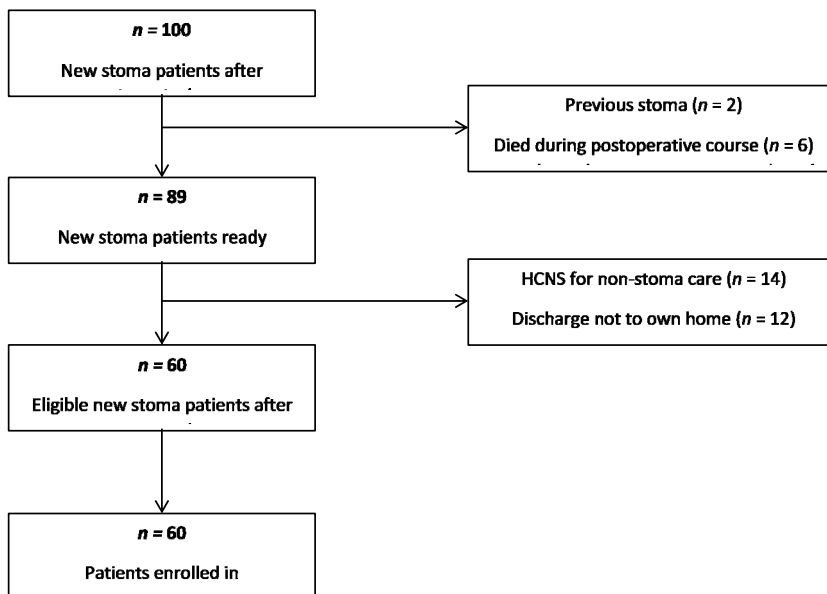 n = 100
New stoma patients after
Previous stoma (n = 2)
Died during postoperative course (n = 6)
n = 89
New stoma patients ready
HCNS for non-stoma care (n = 14)
Discharge not to own home (n = 12)
n = 60
Eligible new stoma patients after
n = 60
Patients enrolled in